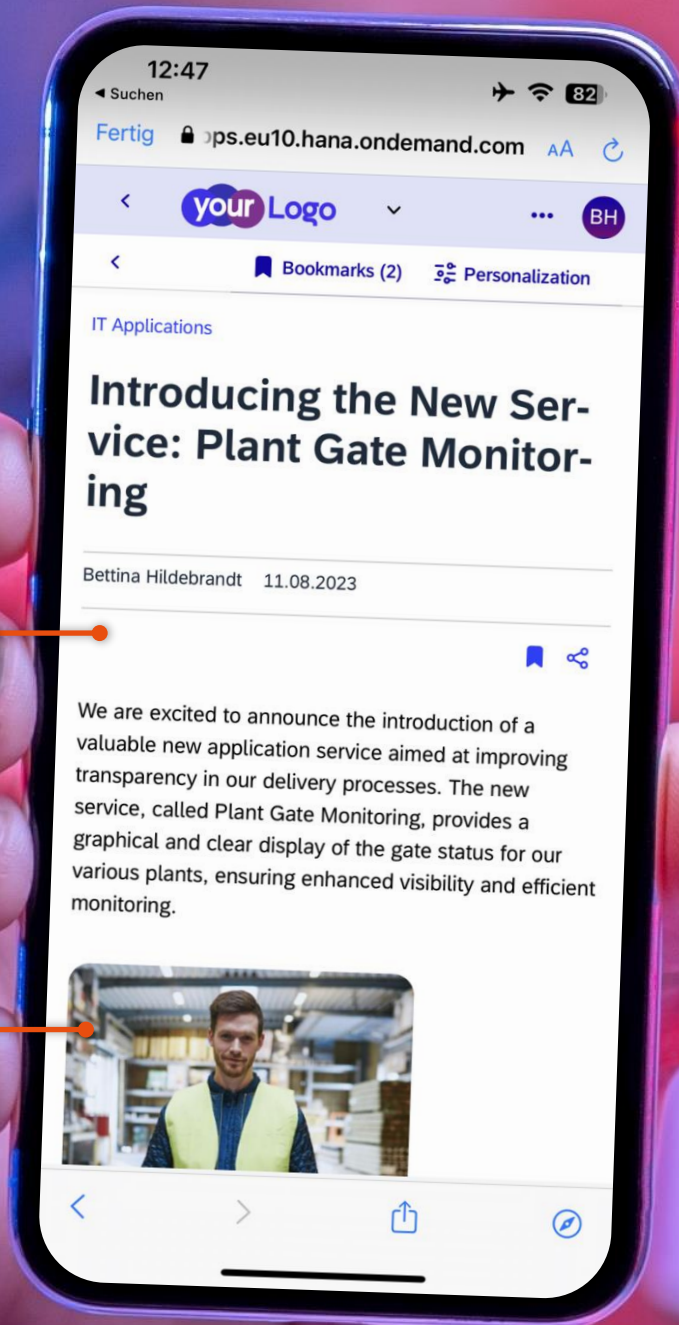 12:47
Suchen
82
Fertig
ops.eu10.hana.ondemand.com
AA
your Logo
BH
Bookmarks (2)
Personalization
IT Applications
Introducing the New Ser-
vice: Plant Gate Monitor-
ing
Bettina Hildebrandt 11.08.2023
We are excited to announce the introduction of a
valuable new application service aimed at improving
transparency in our delivery processes. The new
service, called Plant Gate Monitoring, provides a
graphical and clear display of the gate status for our
various plants, ensuring enhanced visibility and efficient
monitoring.